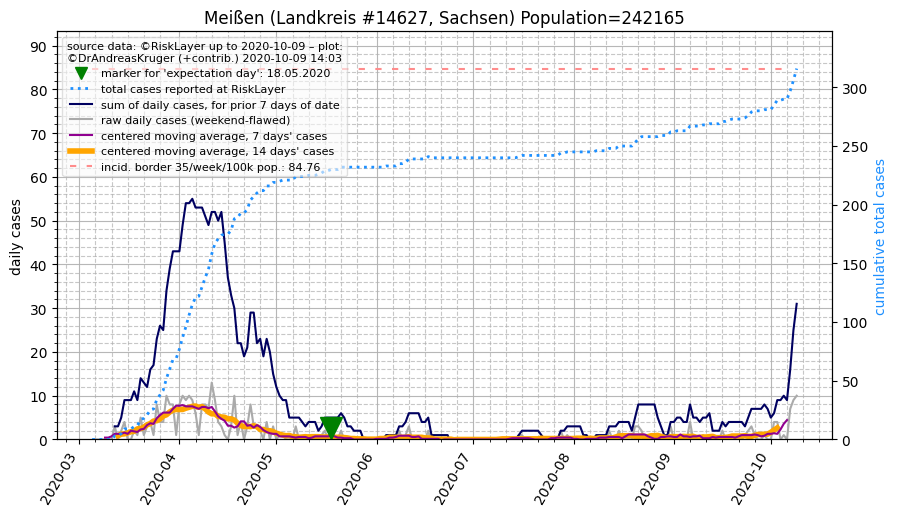 Meißen (Landkreis #14627, Sachsen) Population=242165
source data: ©RiskLayer up to 2020-10-09 – plot:
©DrAndreasKruger (+contrib.) 2020-10-09 14:03
marker for 'expectation day': 18.05.2020
total cases reported at RiskLayer
sum of daily cases, for prior 7 days of date
raw daily cases (weekend-flawed)
centered moving average, 7 days' cases
centered moving average, 14 days' cases
incid. border 35/week/100k pop.: 84.76
daily cases
90
80
70
60
50
40
30
20
10
0
cumulative total cases
300
250
200
150
100
50
0
2020-03
2020-04
2020-05
2020-06
2020-07
2020-08
2020-09
2020-10